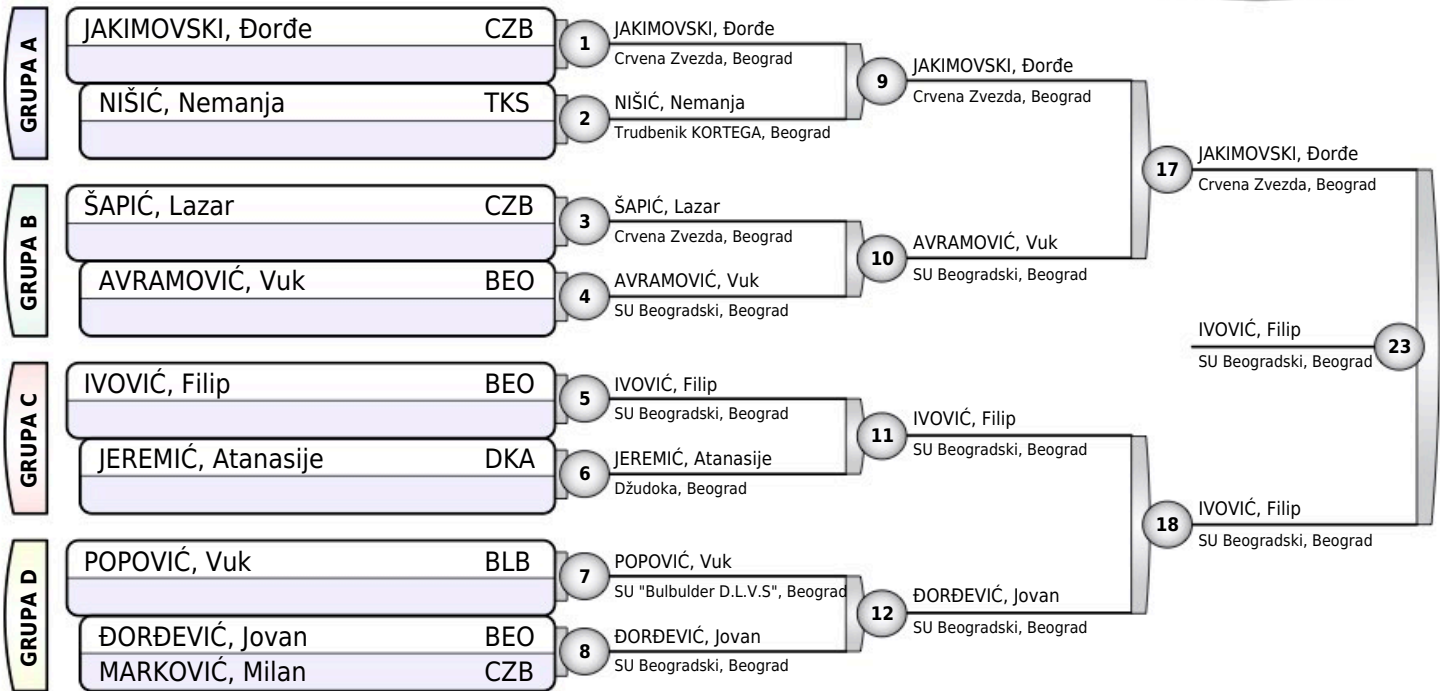 GRUPA A
JAKIMOVSKI, Đorđe CZB
NIŠIĆ, Nemanja TKS
1
JAKIMOVSKI, Đorđe
Crvena Zvezda, Beograd
2
NIŠIĆ, Nemanja
Trudbenik KORTEGA, Beograd
9
JAKIMOVSKI, Đorđe
Crvena Zvezda, Beograd
GRUPA B
ŠAPIĆ, Lazar CZB
AVRAMOVIĆ, Vuk BEO
3
ŠAPIĆ, Lazar
Crvena Zvezda, Beograd
4
AVRAMOVIĆ, Vuk
SU Beogradski, Beograd
10
AVRAMOVIĆ, Vuk
SU Beogradski, Beograd
17
JAKIMOVSKI, Đorđe
Crvena Zvezda, Beograd
GRUPA C
IVOVIĆ, Filip BEO
JEREMIĆ, Atanasije DKA
5
IVOVIĆ, Filip
SU Beogradski, Beograd
6
JEREMIĆ, Atanasije
Džudoka, Beograd
11
IVOVIĆ, Filip
SU Beogradski, Beograd
GRUPA D
POPOVIĆ, Vuk BLB
ĐORĐEVIĆ, Jovan BEO
MARKOVIĆ, Milan CZB
7
POPOVIĆ, Vuk
SU "Bulbulder D.L.V.S", Beograd
8
ĐORĐEVIĆ, Jovan
SU Beogradski, Beograd
12
ĐORĐEVIĆ, Jovan
SU Beogradski, Beograd
18
IVOVIĆ, Filip
SU Beogradski, Beograd
IVOVIĆ, Filip
SU Beogradski, Beograd
23